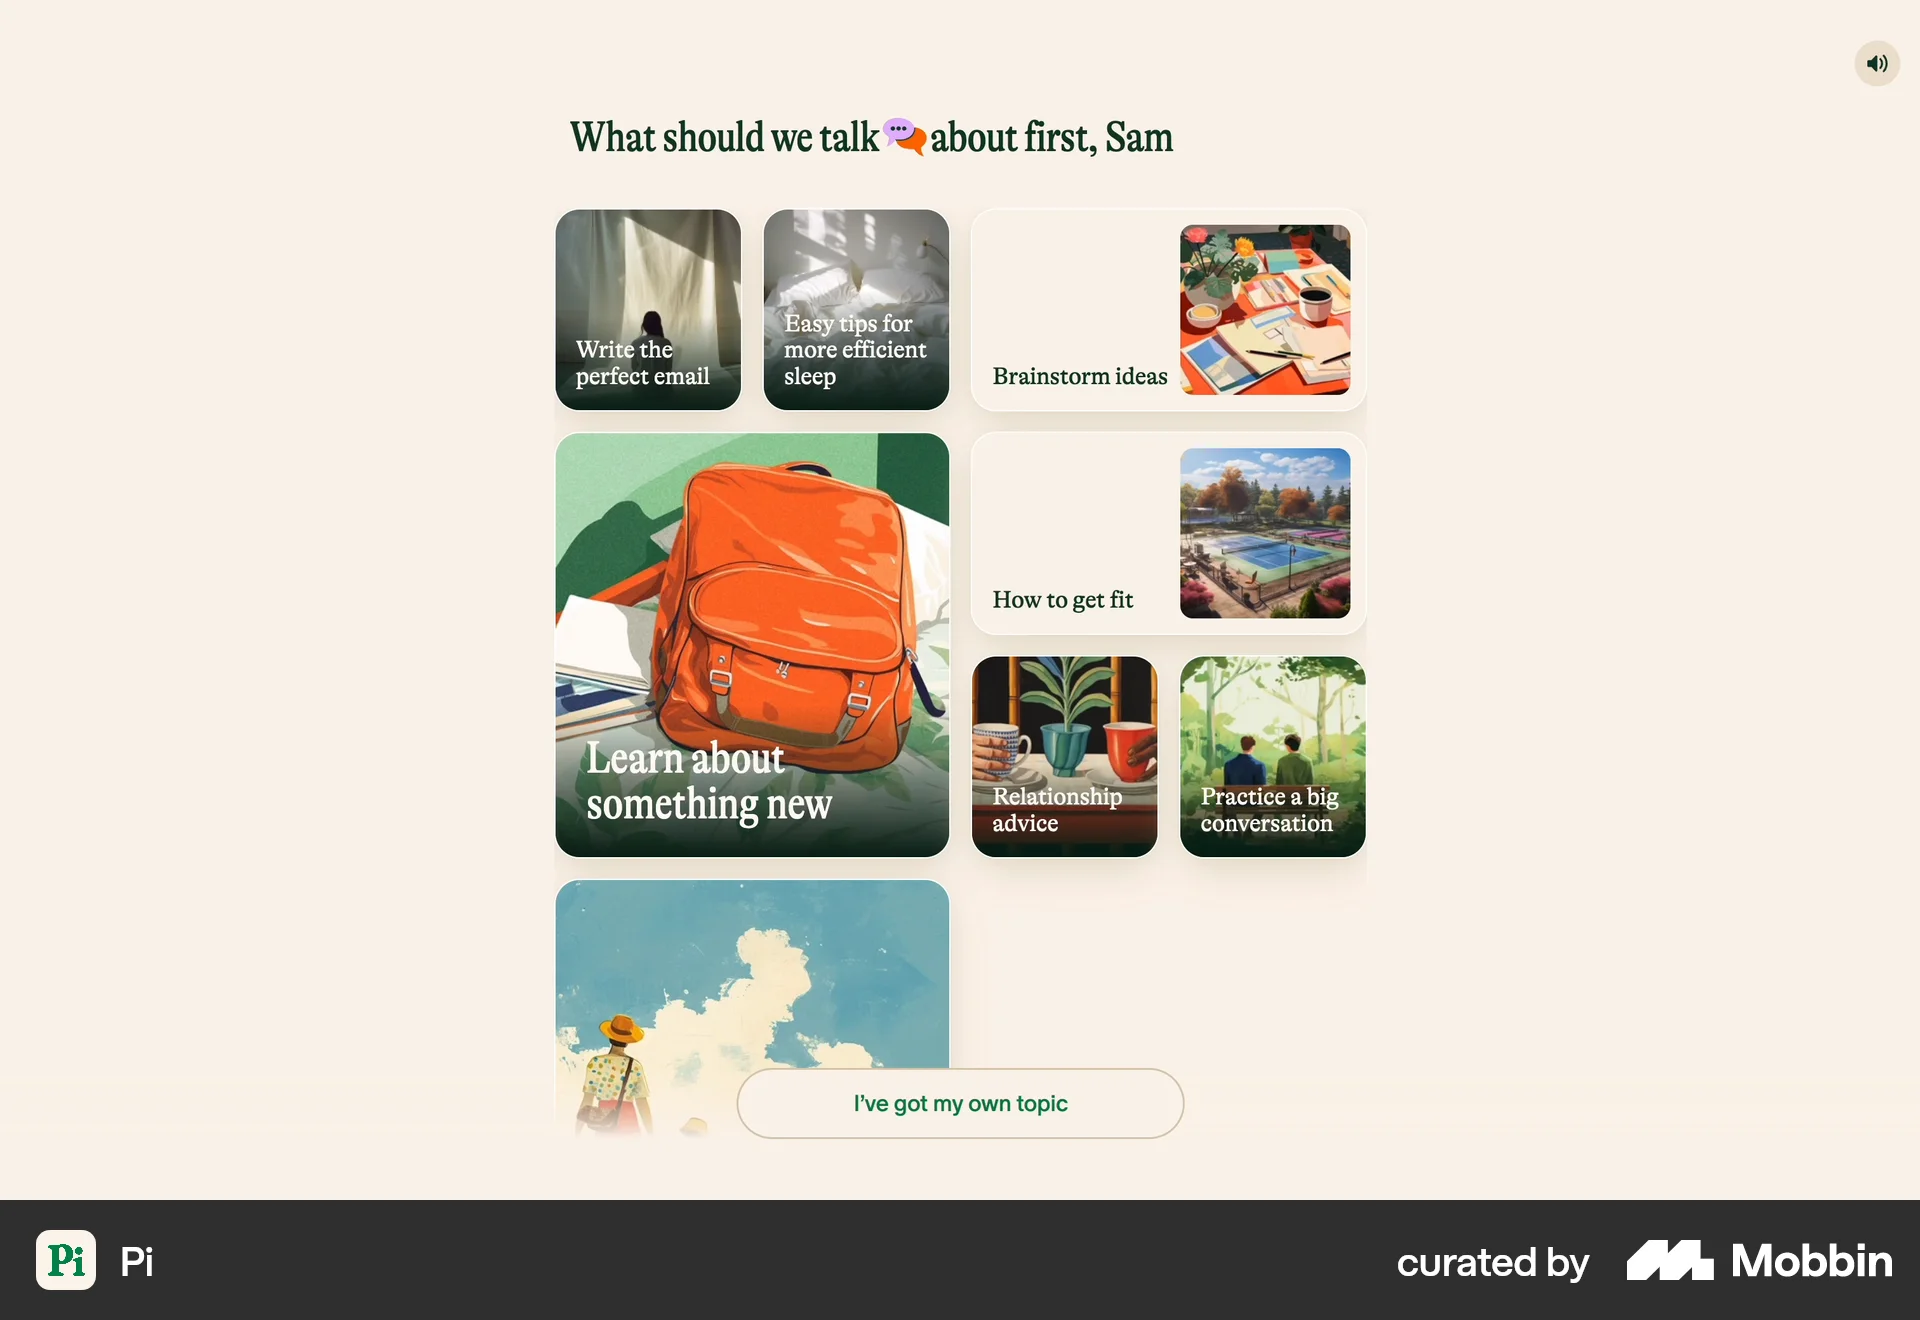 What should we talk about first, Sam
Write the
perfect email
Easy tips for
more efficient
sleep
Brainstorm ideas
Learn about
something new
How to get fit
Relationship
advice
Practice a big
conversation
I've got my own topic
Pi
Pi
curated by
Mobbin